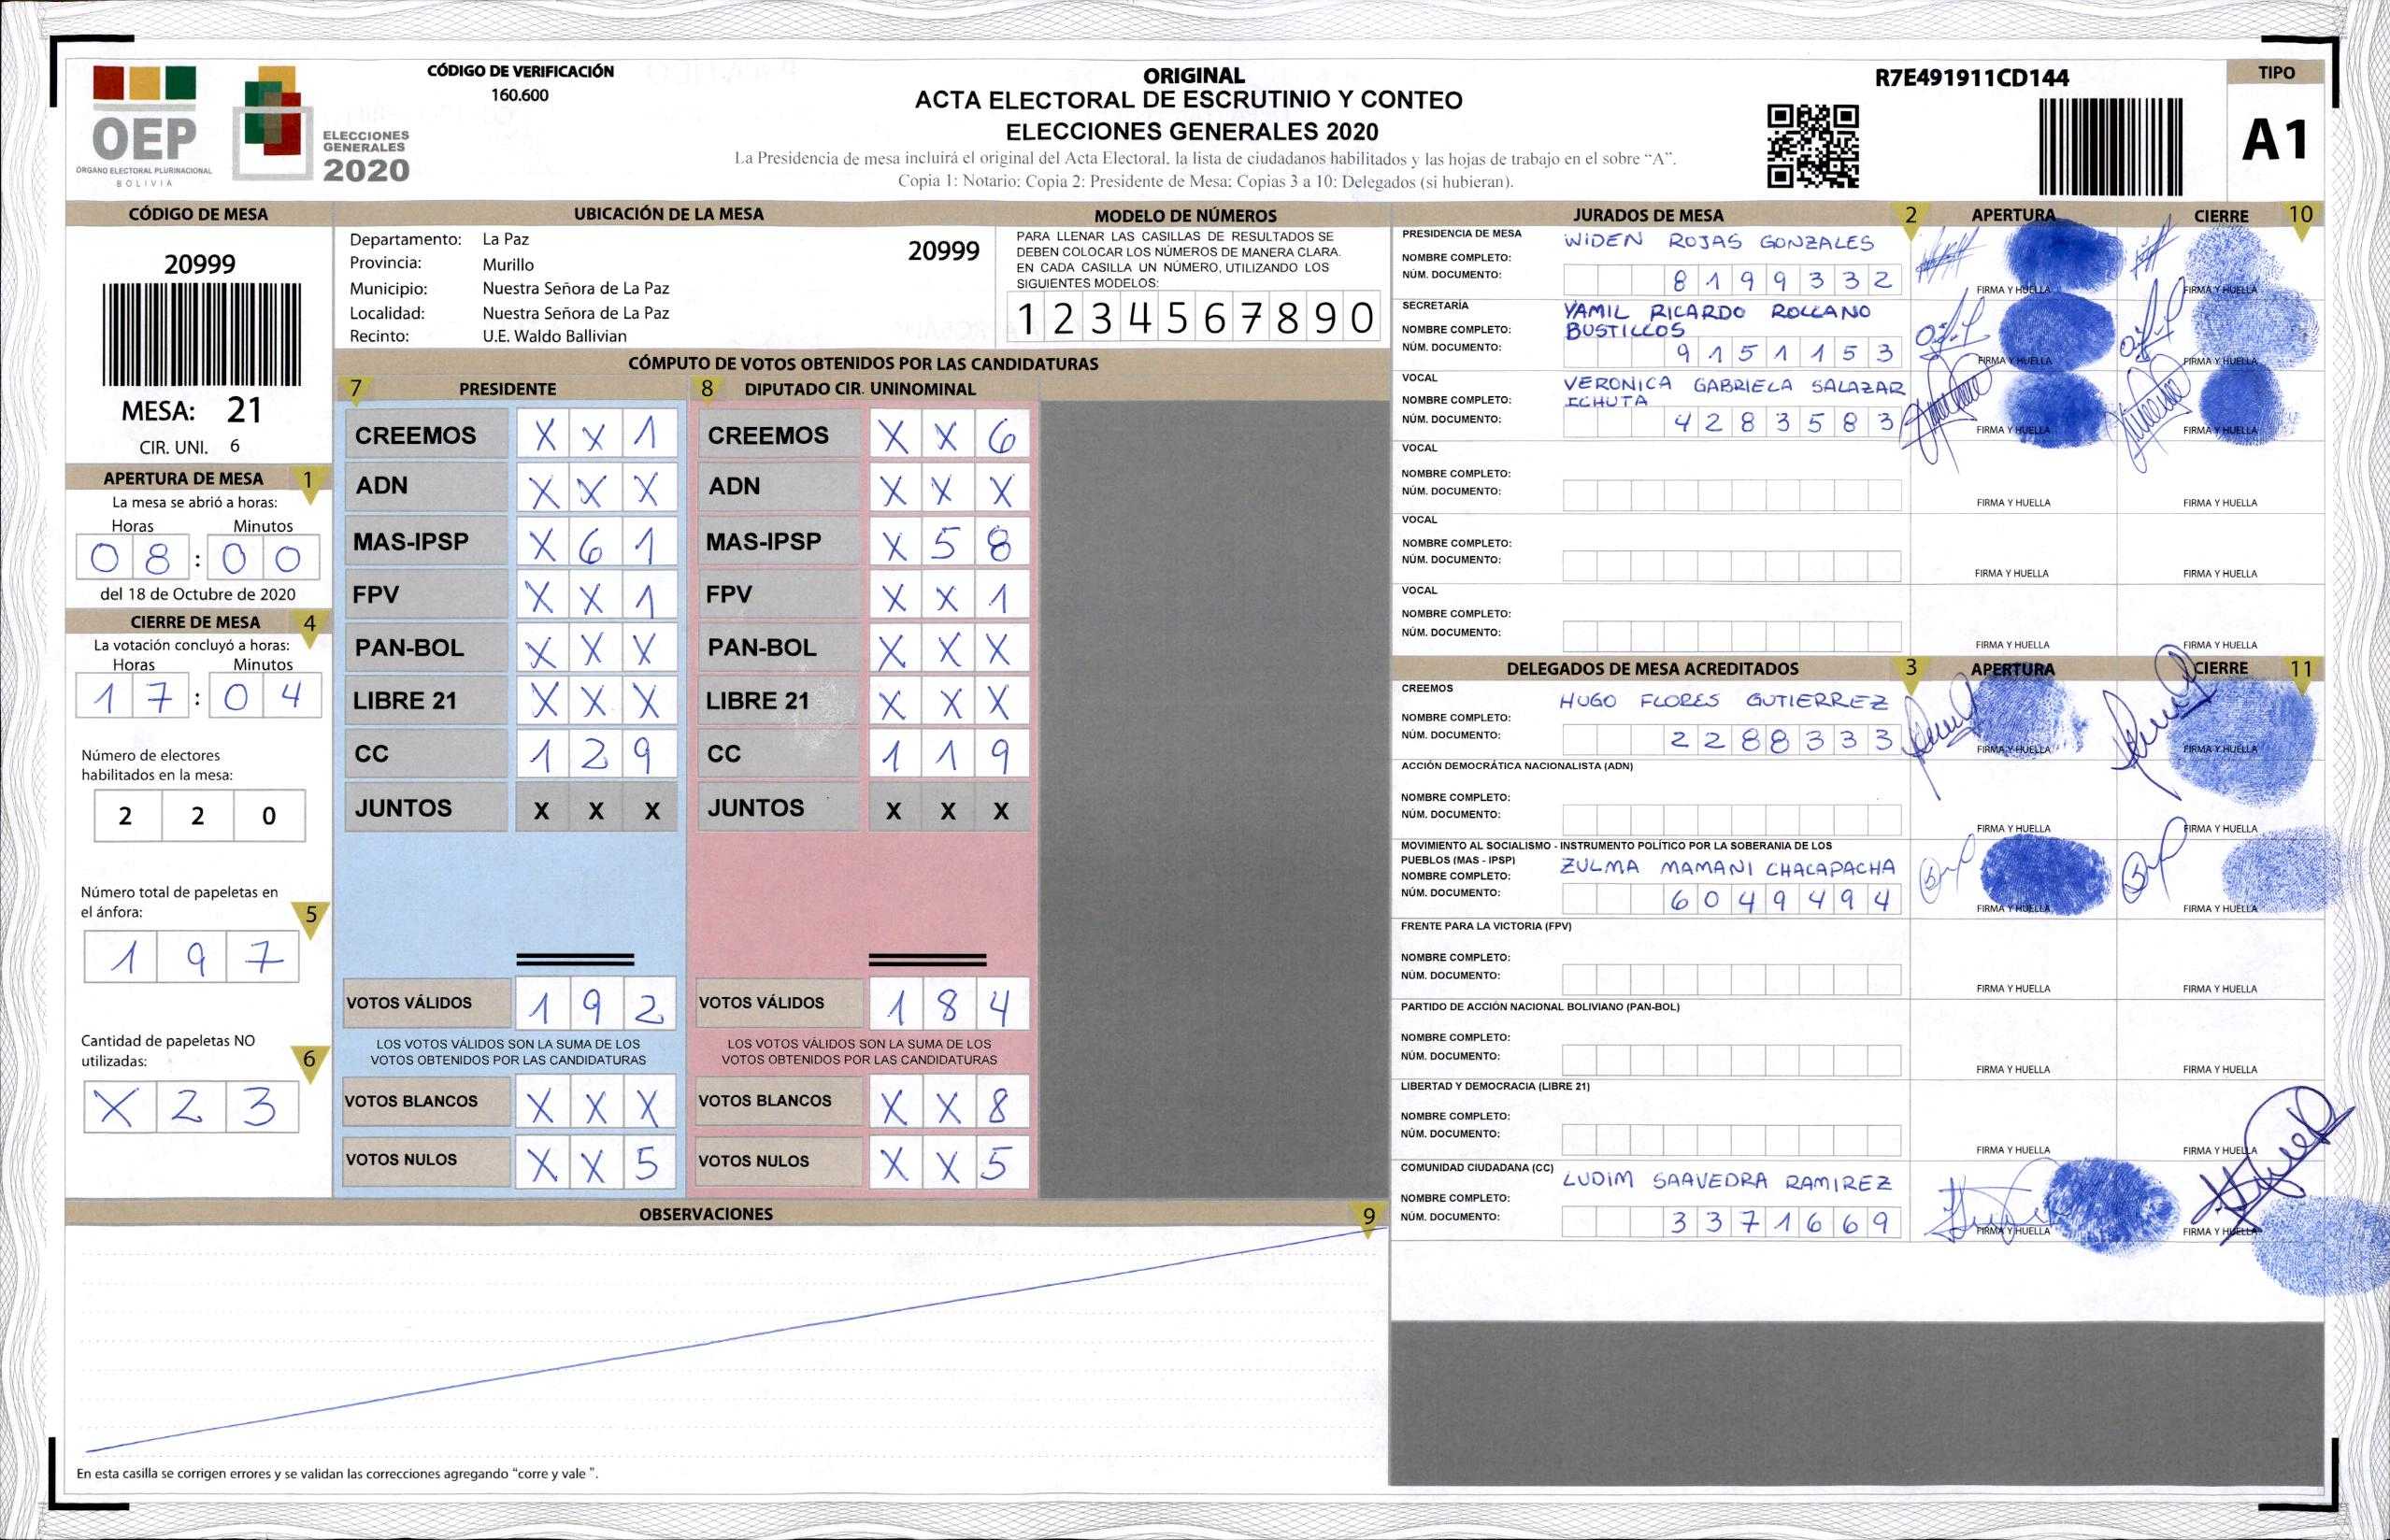 OEP
ÓRGANO ELECTORAL PLURINACIONAL
BOLIVIA
ELECCIONES
GENERALES
2020
CÓDIGO DE VERIFICACIÓN
160.600
ORIGINAL
ACTA ELECTORAL DE ESCRUTINIO Y CONTEO
ELECCIONES GENERALES 2020
La Presidencia de mesa incluirá el original del Acta Electoral, la lista de ciudadanos habilitados y las hojas de trabajo en el sobre “A”.
Copia 1: Notario; Copia 2: Presidente de Mesa; Copias 3 a 10: Delegados (si hubieran).
R7E491911CD144
TIPO
A1
CÓDIGO DE MESA
20999
MESA: 21
CIR. UNI. 6
APERTURA DE MESA 1
La mesa se abrió a horas:
Horas Minutos
0 8 : 0 0
del 18 de Octubre de 2020
CIERRE DE MESA 4
La votación concluyó a horas:
Horas Minutos
1 7 : 0 4
Número de electores
habilitados en la mesa:
2 2 0
Número total de papeletas en
el ánfora: 5
1 9 7
Cantidad de papeletas NO
utilizadas: 6
X 2 3
UBICACIÓN DE LA MESA
Departamento: La Paz 20999
Provincia: Murillo
Municipio: Nuestra Señora de La Paz
Localidad: Nuestra Señora de La Paz
Recinto: U.E. Waldo Ballivian
MODELO DE NÚMEROS
PARA LLENAR LAS CASILLAS DE RESULTADOS SE
DEBEN COLOCAR LOS NÚMEROS DE MANERA CLARA.
EN CADA CASILLA UN NÚMERO, UTILIZANDO LOS
SIGUIENTES MODELOS:
1 2 3 4 5 6 7 8 9 0
CÓMPUTO DE VOTOS OBTENIDOS POR LAS CANDIDATURAS
7 PRESIDENTE 8 DIPUTADO CIR. UNINOMINAL
CREEMOS X X 1 CREEMOS X X 6
ADN X X X ADN X X X
MAS-IPSP X 6 1 MAS-IPSP X 5 8
FPV X X 1 FPV X X 1
PAN-BOL X X X PAN-BOL X X X
LIBRE 21 X X X LIBRE 21 X X X
CC 1 2 9 CC 1 1 9
JUNTOS X X X JUNTOS X X X
VOTOS VÁLIDOS 1 9 2 VOTOS VÁLIDOS 1 8 4
LOS VOTOS VÁLIDOS SON LA SUMA DE LOS LOS VOTOS VÁLIDOS SON LA SUMA DE LOS
VOTOS OBTENIDOS POR LAS CANDIDATURAS VOTOS OBTENIDOS POR LAS CANDIDATURAS
VOTOS BLANCOS X X X VOTOS BLANCOS X X 8
VOTOS NULOS X X 5 VOTOS NULOS X X 5
OBSERVACIONES 9
En esta casilla se corrigen errores y se validan las correcciones agregando “corre y vale ”.
JURADOS DE MESA 2 APERTURA CIERRE 10
PRESIDENCIA DE MESA WIDEN ROJAS GONZALES
NOMBRE COMPLETO:
NÚM. DOCUMENTO: 8 1 9 9 3 3 2
FIRMA Y HUELLA FIRMA Y HUELLA
SECRETARÍA YAMIL RICARDO ROLLANO
NOMBRE COMPLETO: BUSTILLOS
NÚM. DOCUMENTO: 9 1 5 1 1 5 3
FIRMA Y HUELLA FIRMA Y HUELLA
VOCAL VERONICA GABRIELA SALAZAR
NOMBRE COMPLETO: ICHUTA
NÚM. DOCUMENTO: 4 2 8 3 5 8 3
FIRMA Y HUELLA FIRMA Y HUELLA
VOCAL
NOMBRE COMPLETO:
NÚM. DOCUMENTO:
FIRMA Y HUELLA FIRMA Y HUELLA
VOCAL
NOMBRE COMPLETO:
NÚM. DOCUMENTO:
FIRMA Y HUELLA FIRMA Y HUELLA
VOCAL
NOMBRE COMPLETO:
NÚM. DOCUMENTO:
FIRMA Y HUELLA FIRMA Y HUELLA
DELEGADOS DE MESA ACREDITADOS 3 APERTURA CIERRE 11
CREEMOS HUGO FLORES GUTIERREZ
NOMBRE COMPLETO:
NÚM. DOCUMENTO: 2 2 8 8 3 3 3
FIRMA Y HUELLA FIRMA Y HUELLA
ACCIÓN DEMOCRÁTICA NACIONALISTA (ADN)
NOMBRE COMPLETO:
NÚM. DOCUMENTO:
FIRMA Y HUELLA FIRMA Y HUELLA
MOVIMIENTO AL SOCIALISMO - INSTRUMENTO POLÍTICO POR LA SOBERANIA DE LOS
PUEBLOS (MAS - IPSP) ZULMA MAMANI CHACAPACHA
NOMBRE COMPLETO:
NÚM. DOCUMENTO: 6 0 4 9 4 9 4
FIRMA Y HUELLA FIRMA Y HUELLA
FRENTE PARA LA VICTORIA (FPV)
NOMBRE COMPLETO:
NÚM. DOCUMENTO:
FIRMA Y HUELLA FIRMA Y HUELLA
PARTIDO DE ACCIÓN NACIONAL BOLIVIANO (PAN-BOL)
NOMBRE COMPLETO:
NÚM. DOCUMENTO:
FIRMA Y HUELLA FIRMA Y HUELLA
LIBERTAD Y DEMOCRACIA (LIBRE 21)
NOMBRE COMPLETO:
NÚM. DOCUMENTO:
FIRMA Y HUELLA FIRMA Y HUELLA
COMUNIDAD CIUDADANA (CC) LUDIM SAAVEDRA RAMIREZ
NOMBRE COMPLETO:
NÚM. DOCUMENTO: 3 3 7 1 6 6 9
FIRMA Y HUELLA FIRMA Y HUELLA